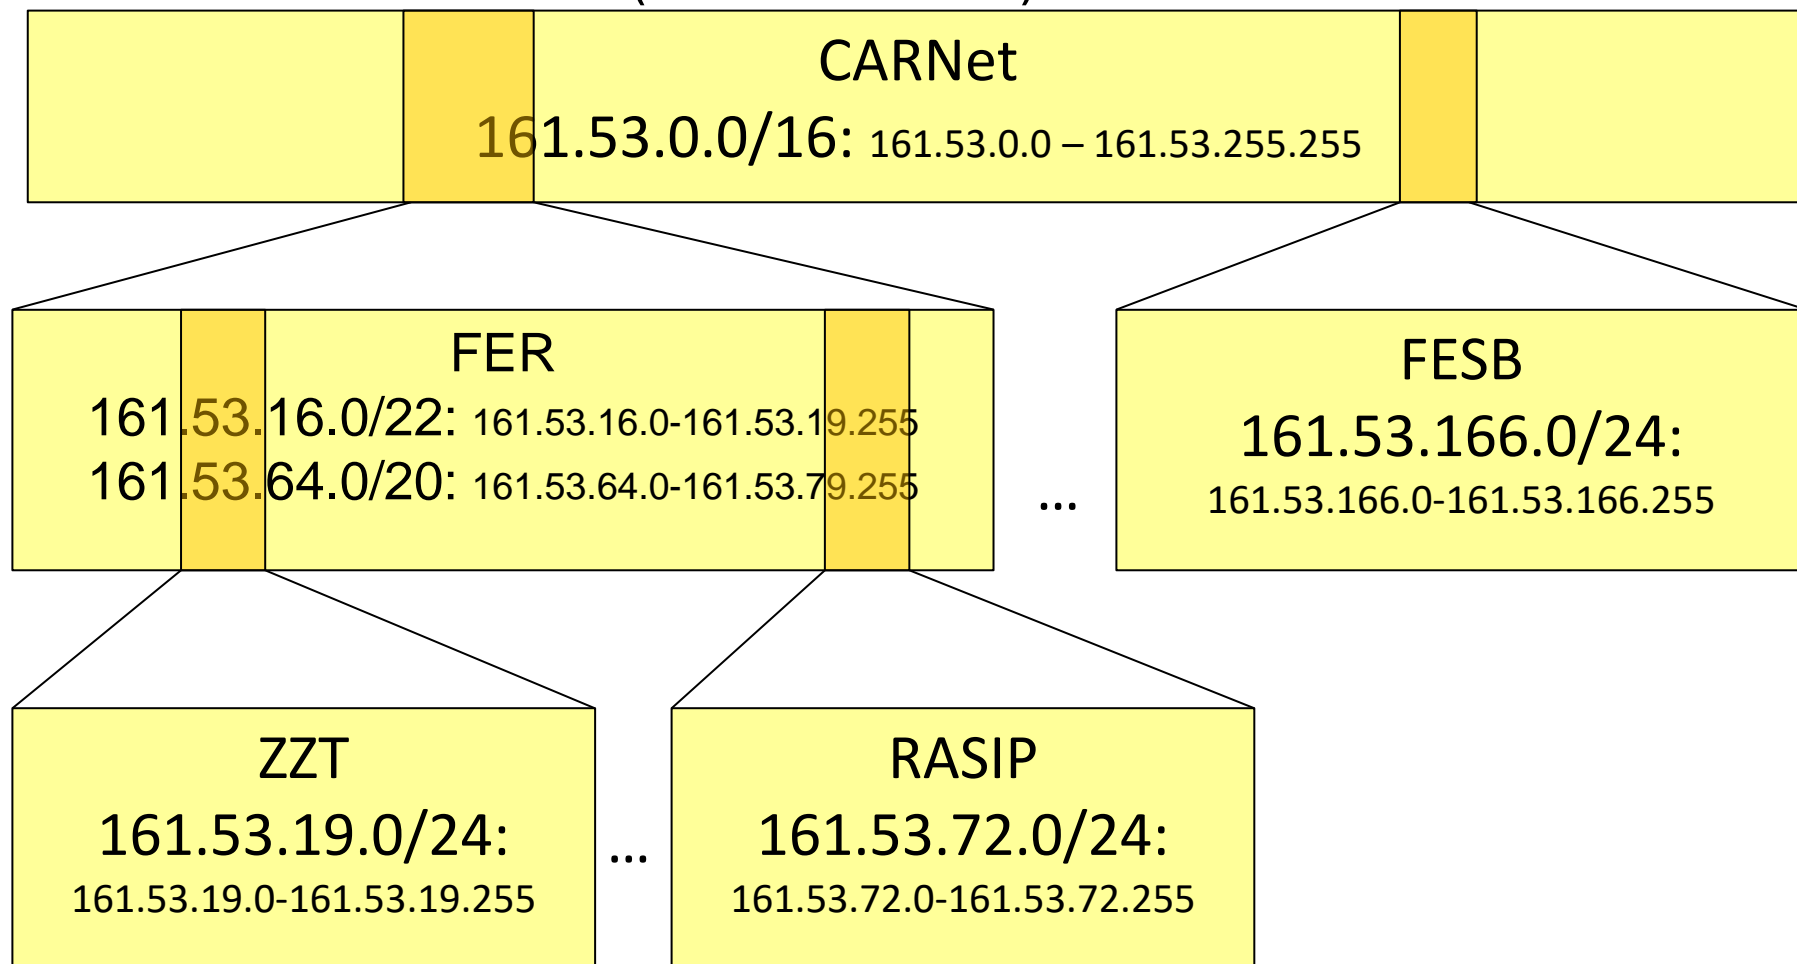 CARNet
161.53.0.0/16: 161.53.0.0 – 161.53.255.255
FER
161.53.16.0/22: 161.53.16.0-161.53.19.255
161.53.64.0/20: 161.53.64.0-161.53.79.255
...
FESB
161.53.166.0/24:
161.53.166.0-161.53.166.255
ZZT
161.53.19.0/24:
161.53.19.0-161.53.19.255
...
RASIP
161.53.72.0/24:
161.53.72.0-161.53.72.255